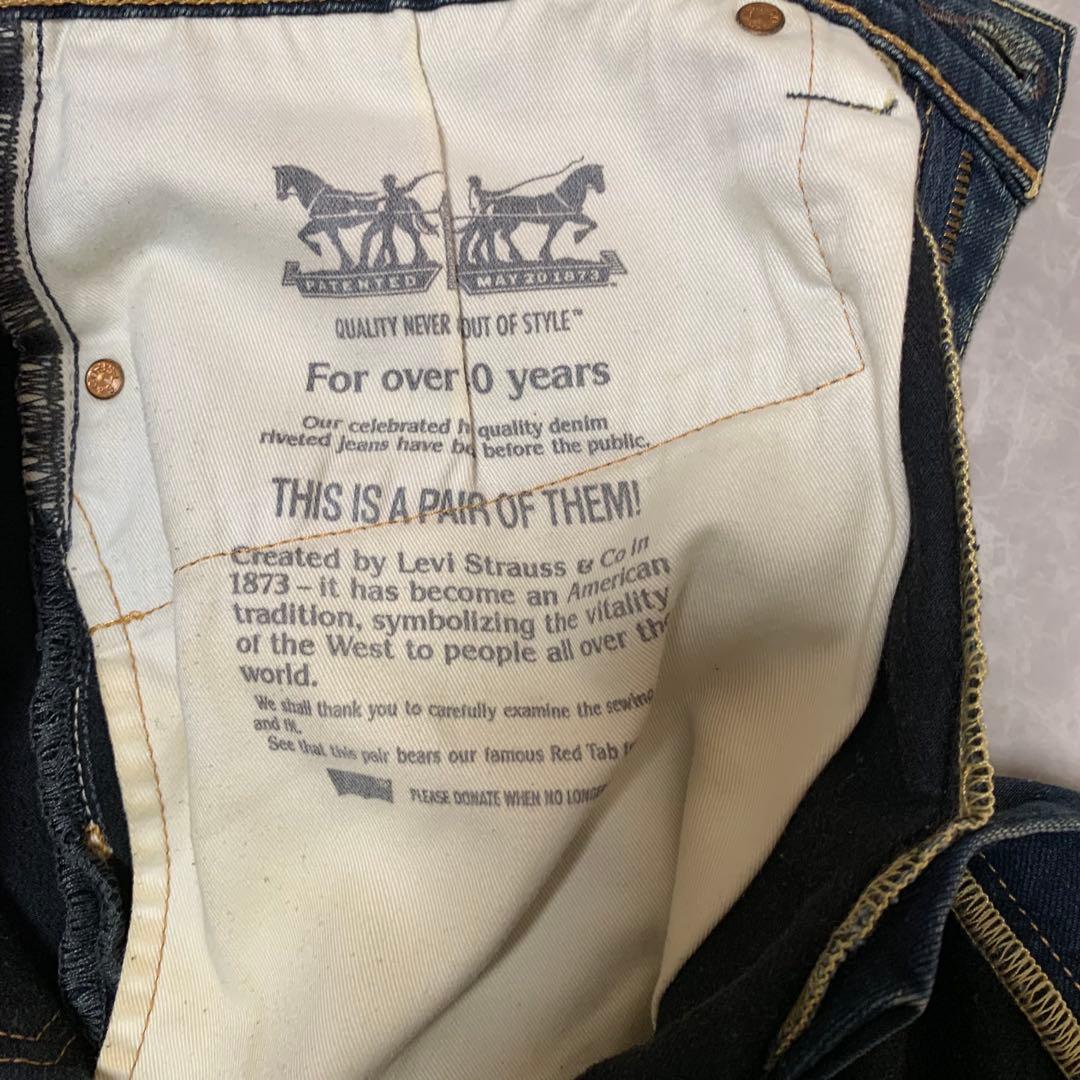 PATENTED MAY 20 1873 ™
QUALITY NEVER OUT OF STYLE™
For over 0 years
Our celebrated h quality denim
riveted jeans have be before the public.
THIS IS A PAIR OF THEM!
Created by Levi Strauss & Co in
1873 – it has become an American
tradition, symbolizing the vitality
of the West to people all over the
world.
We shall thank you to carefully examine the sewing
and fit.
See that this pair bears our famous Red Tab
PLEASE DONATE WHEN NO LONGE